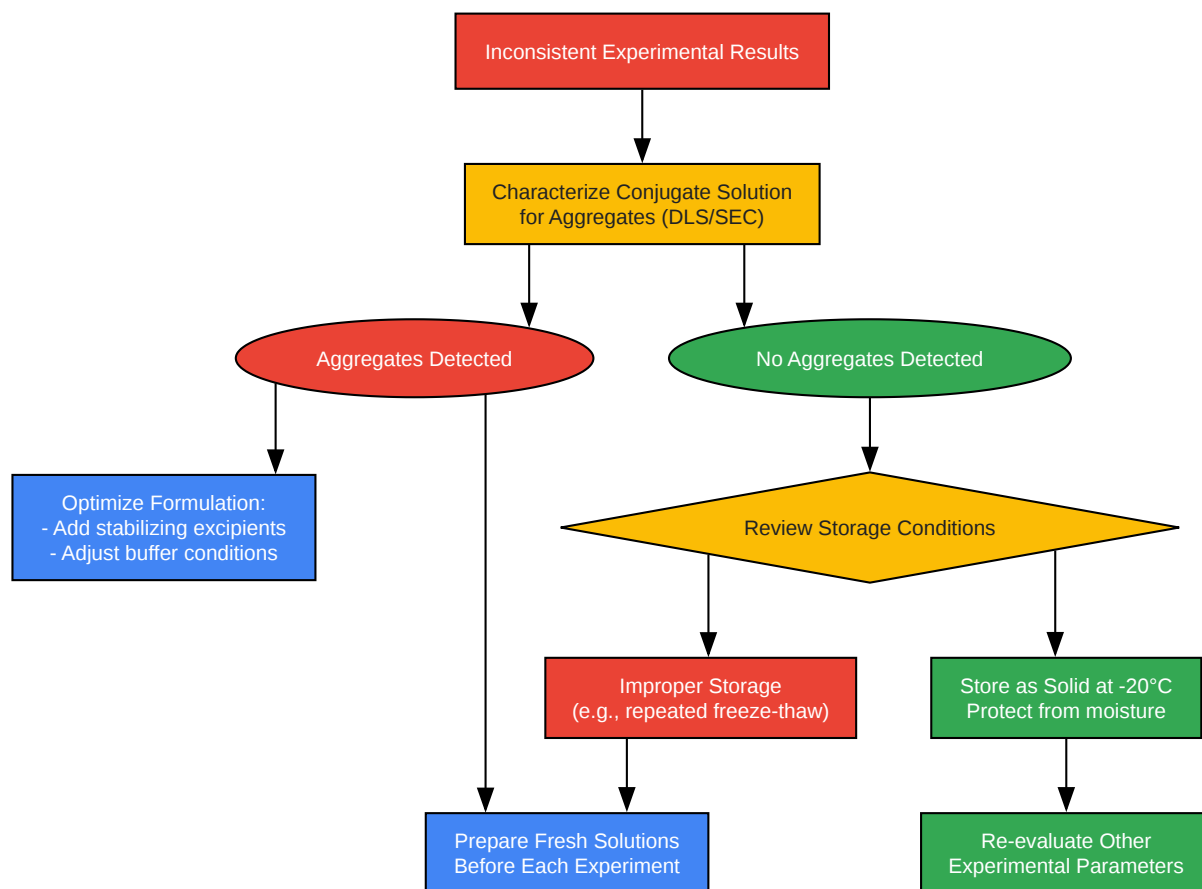 Inconsistent Experimental Results
Characterize Conjugate Solution
for Aggregates (DLS/SEC)
Aggregates Detected
No Aggregates Detected
Optimize Formulation:
- Add stabilizing excipients
- Adjust buffer conditions
Review Storage Conditions
Improper Storage
(e.g., repeated freeze-thaw)
Store as Solid at -20°C
Protect from moisture
Prepare Fresh Solutions
Before Each Experiment
Re-evaluate Other
Experimental Parameters